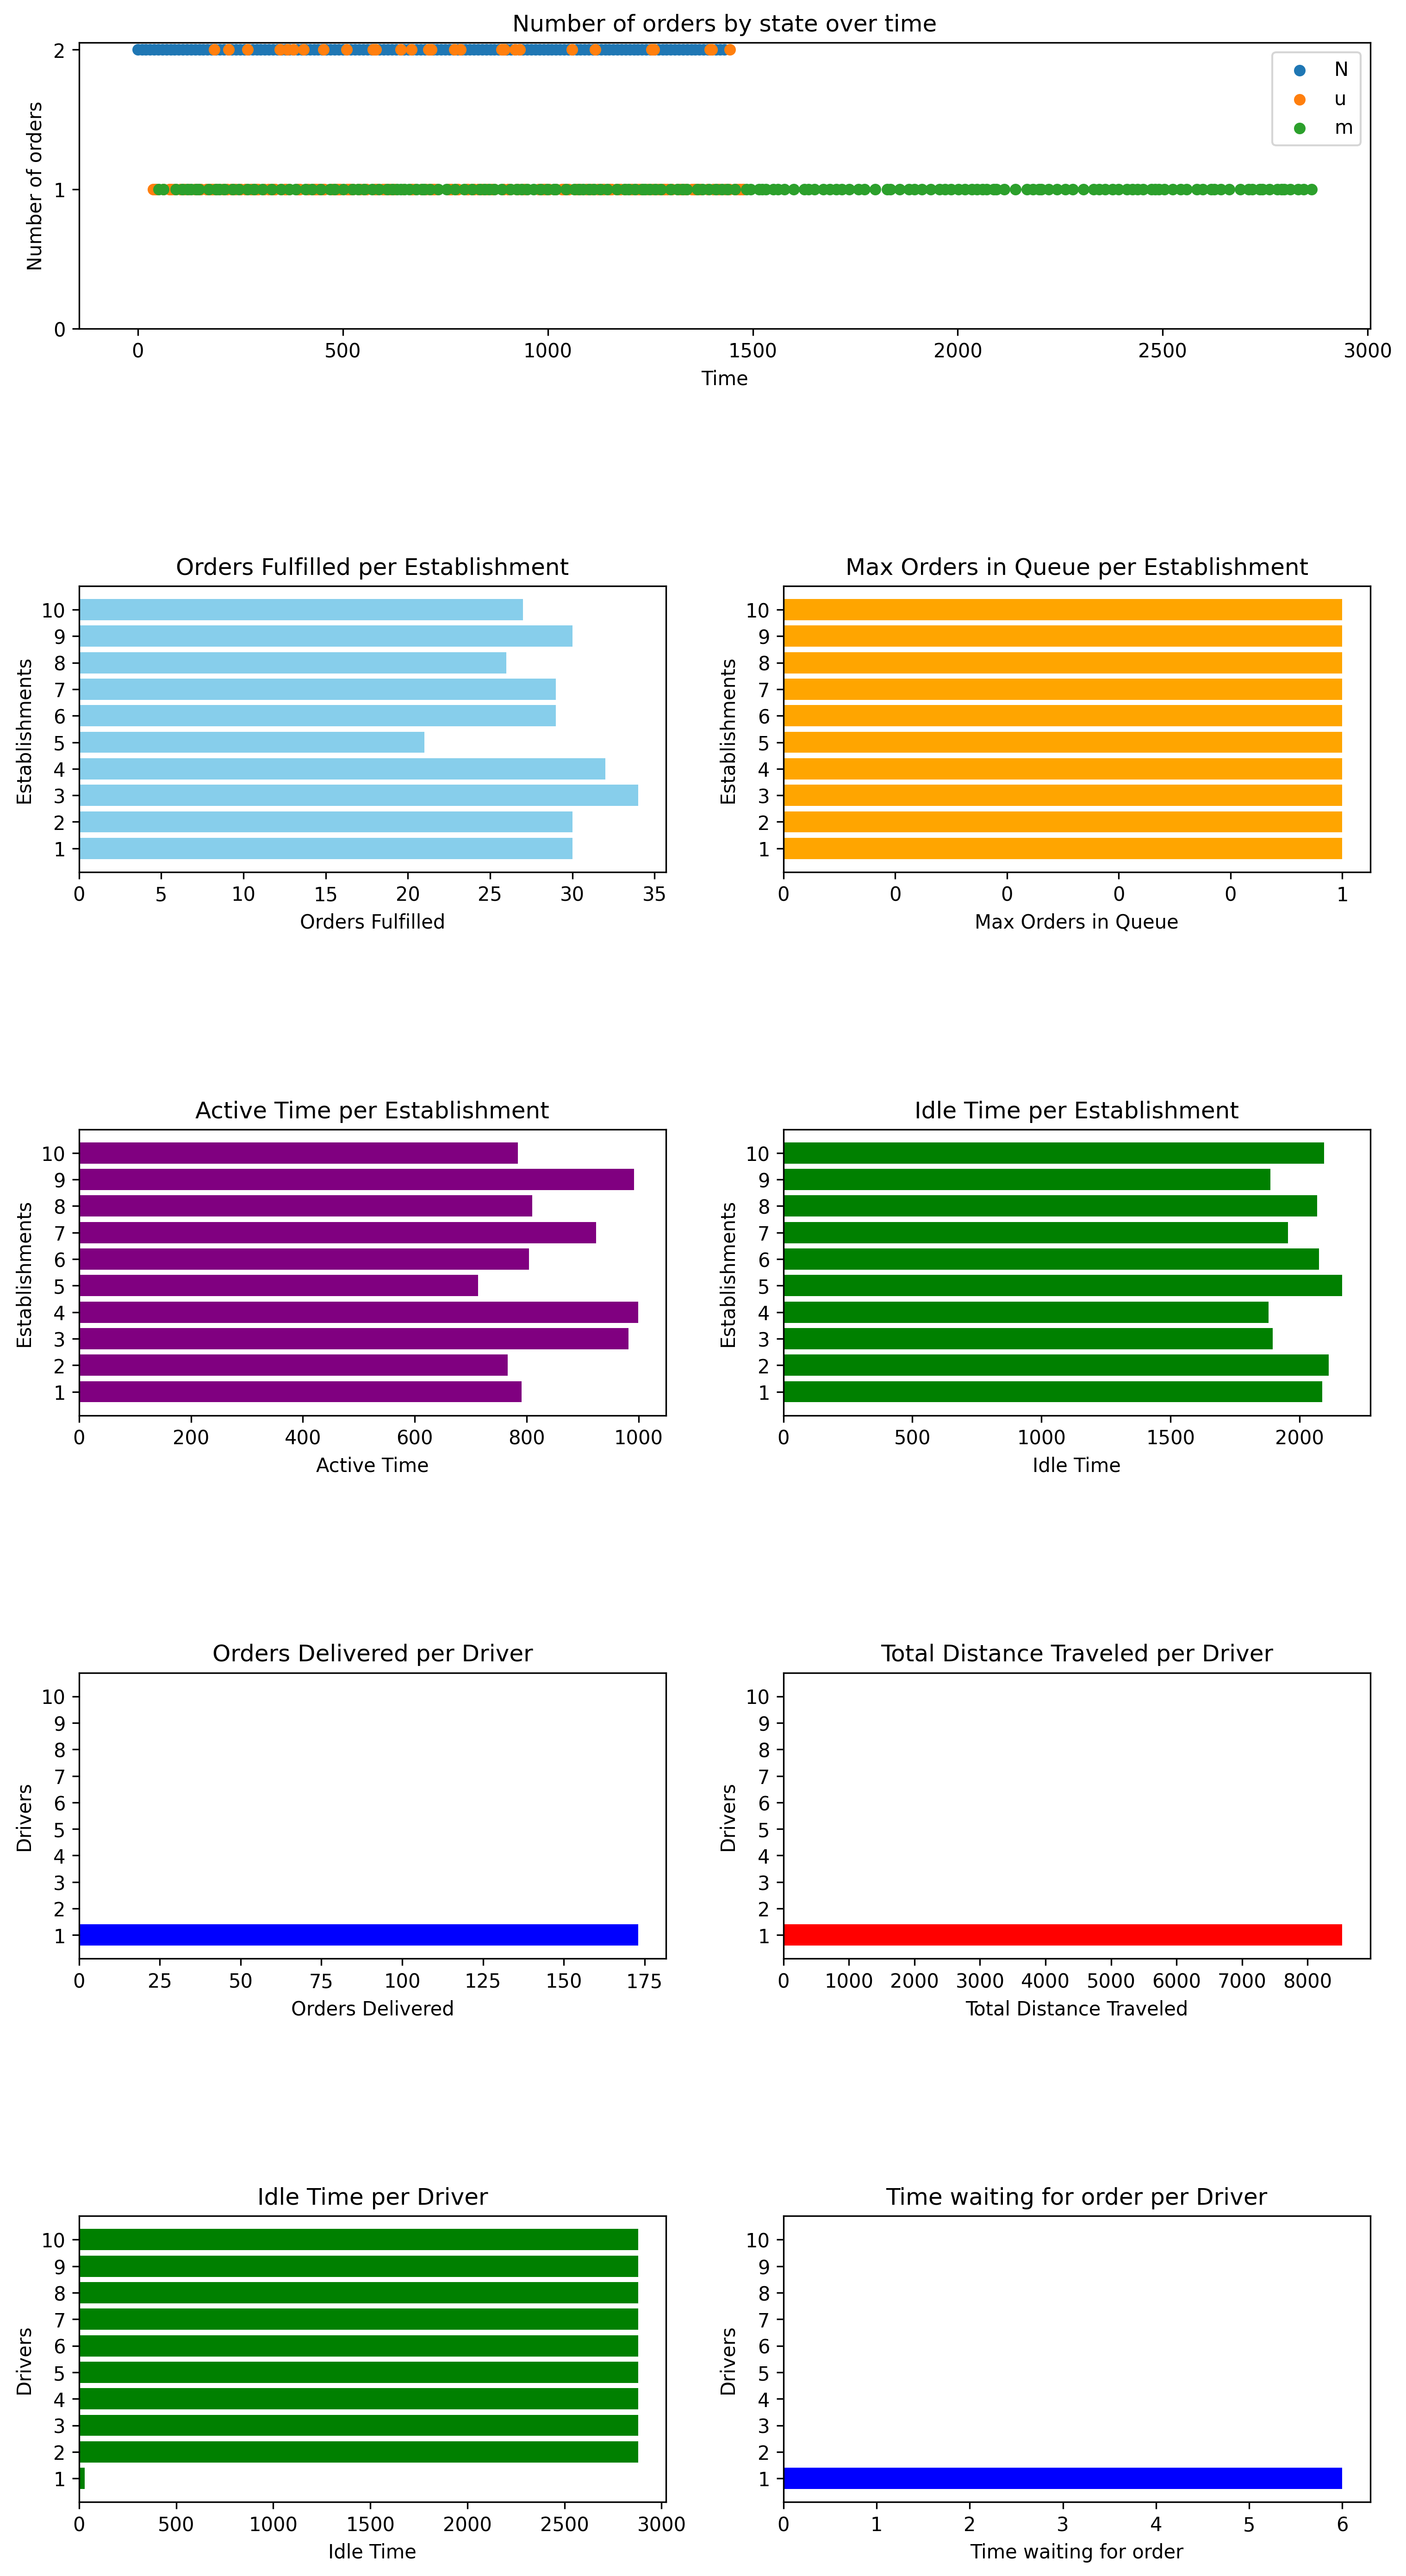 Number of orders by state over time
Number of orders
2
1
0
N
u
m
0 500 1000 1500 2000 2500 3000
Time
Orders Fulfilled per Establishment
Establishments
10
9
8
7
6
5
4
3
2
1
0 5 10 15 20 25 30 35
Orders Fulfilled
Max Orders in Queue per Establishment
Establishments
10
9
8
7
6
5
4
3
2
1
0 0 0 0 0 1
Max Orders in Queue
Active Time per Establishment
Establishments
10
9
8
7
6
5
4
3
2
1
0 200 400 600 800 1000
Active Time
Idle Time per Establishment
Establishments
10
9
8
7
6
5
4
3
2
1
0 500 1000 1500 2000
Idle Time
Orders Delivered per Driver
Drivers
10
9
8
7
6
5
4
3
2
1
0 25 50 75 100 125 150 175
Orders Delivered
Total Distance Traveled per Driver
Drivers
10
9
8
7
6
5
4
3
2
1
0 1000 2000 3000 4000 5000 6000 7000 8000
Total Distance Traveled
Idle Time per Driver
Drivers
10
9
8
7
6
5
4
3
2
1
0 500 1000 1500 2000 2500 3000
Idle Time
Time waiting for order per Driver
Drivers
10
9
8
7
6
5
4
3
2
1
0 1 2 3 4 5 6
Time waiting for order